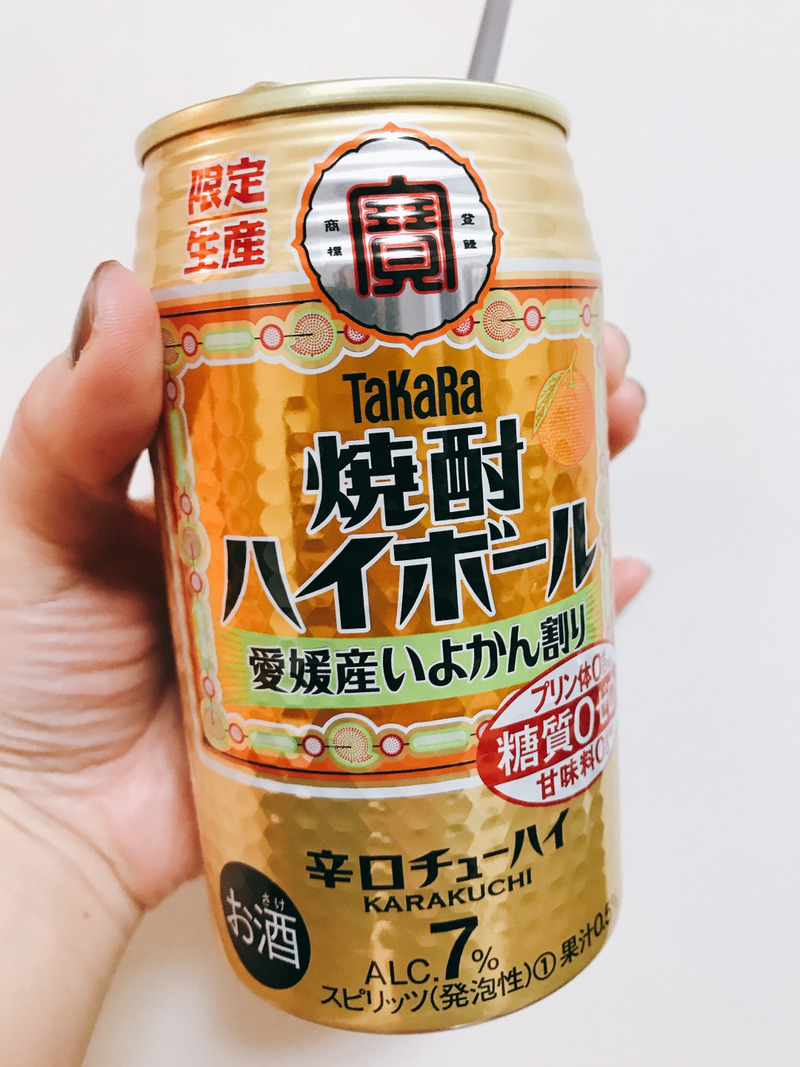 限定
生産
寶
登録
商標
TaKaRa
焼酎
ハイボール
愛媛産いよかん割り
プリン体0
糖質0
甘味料0
辛口チューハイ
KARAKUCHI
さけ
お酒
ALC.7%
スピリッツ(発泡性)① 果汁0.5